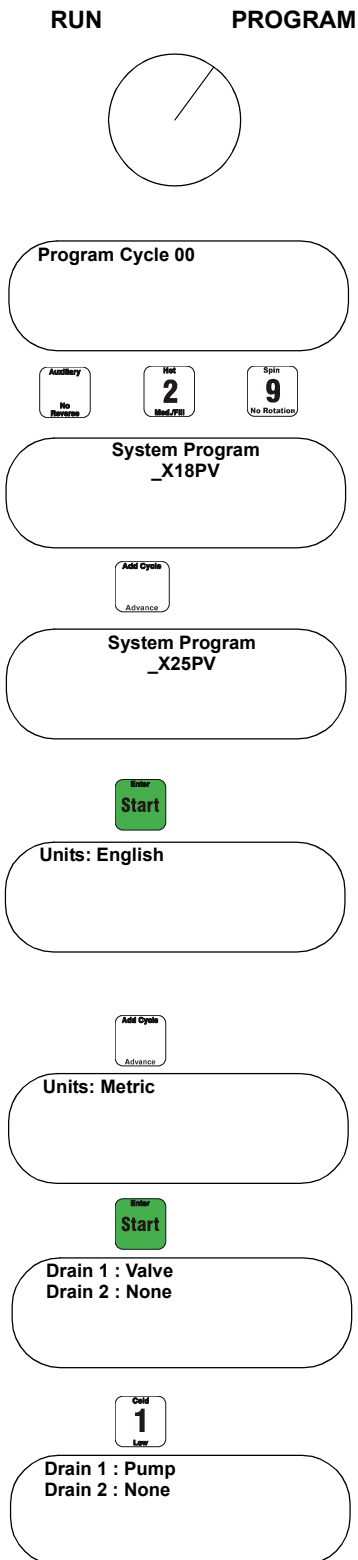 RUN PROGRAM
Program Cycle 00
Auxiliary
No
Reverse
Hot
2
Med./Fill
Spin
9
No Rotation
System Program
_X18PV
Add Cycle
Advance
System Program
_X25PV
Enter
Start
Units: English
Add Cycle
Advance
Units: Metric
Enter
Start
Drain 1 : Valve
Drain 2 : None
Cold
1
Low
Drain 1 : Pump
Drain 2 : None